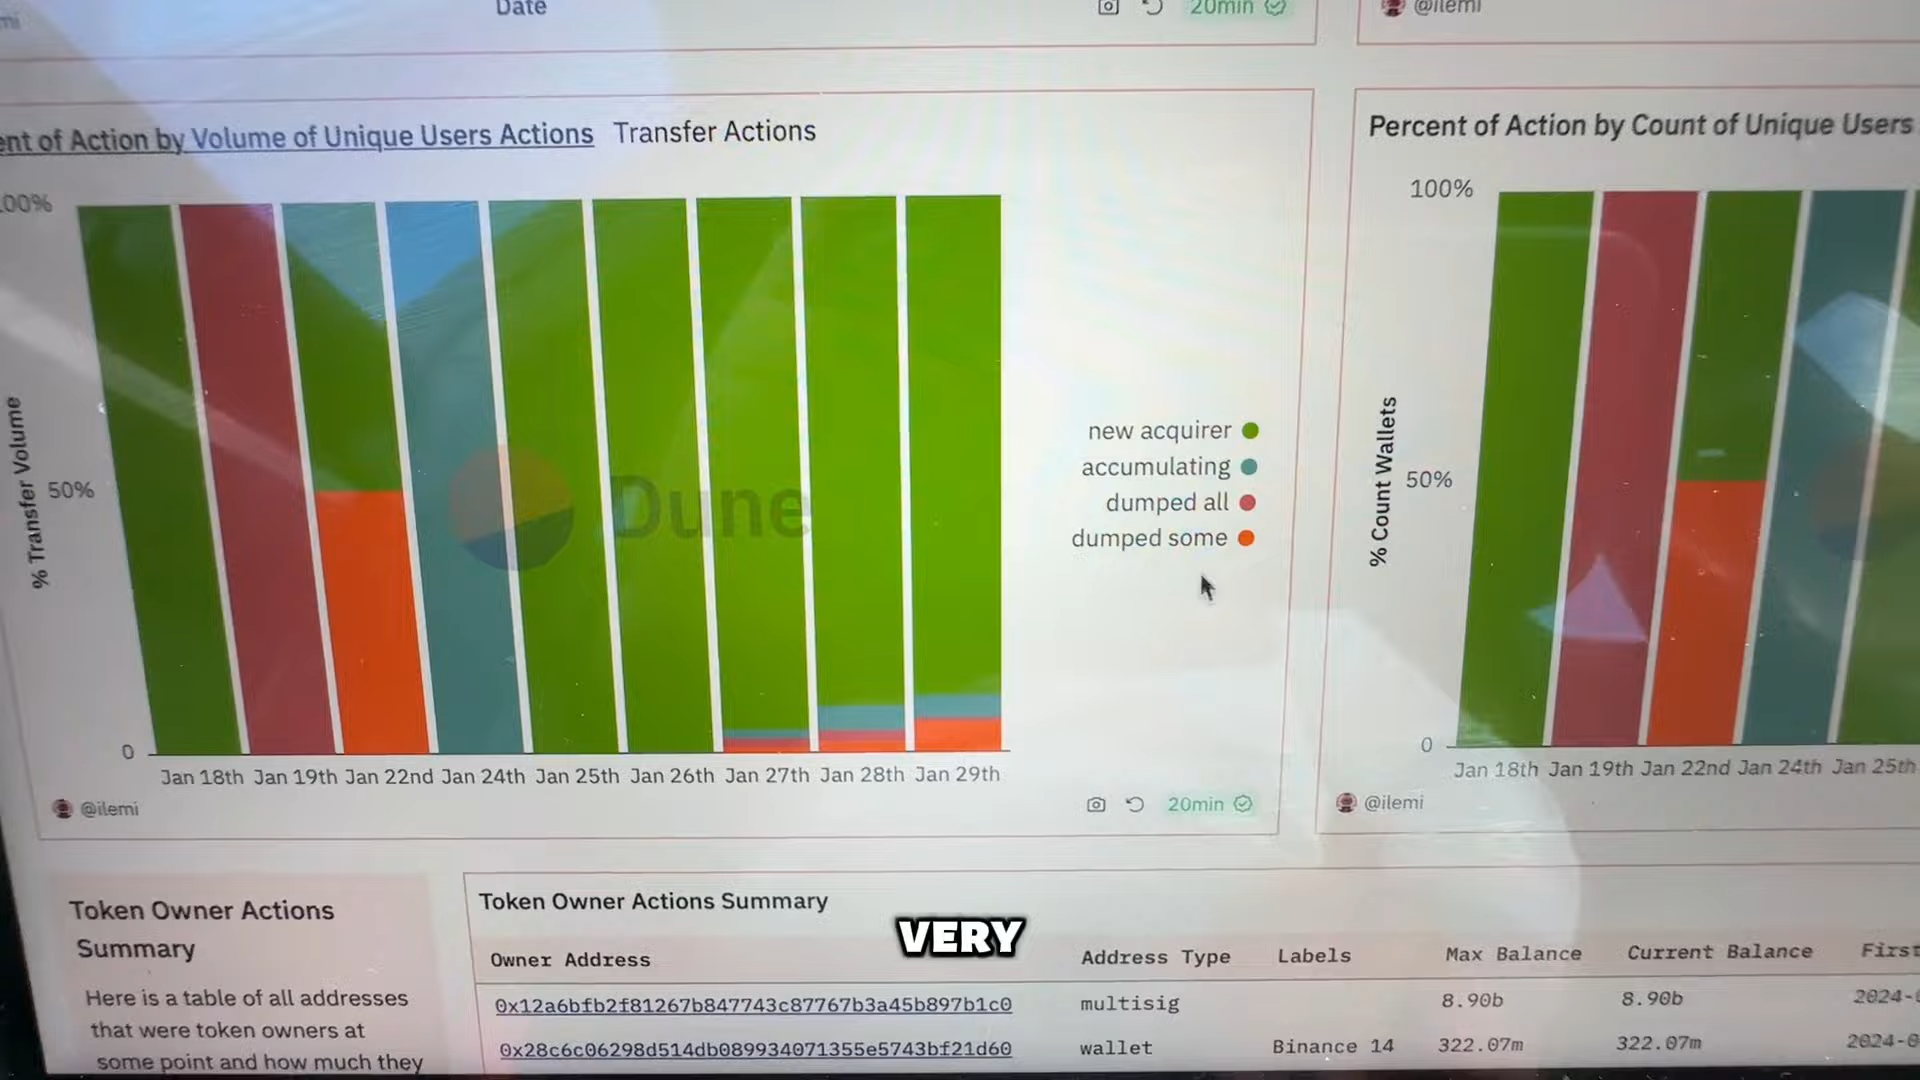 Date
20min
@ilemi
ent of Action by Volume of Unique Users Actions Transfer Actions
00%
50%
0
% Transfer Volume
Dune
new acquirer
accumulating
dumped all
dumped some
Jan 18th Jan 19th Jan 22nd Jan 24th Jan 25th Jan 26th Jan 27th Jan 28th Jan 29th
@ilemi
20min
Percent of Action by Count of Unique Users
100%
50%
0
% Count Wallets
Jan 18th Jan 19th Jan 22nd Jan 24th Jan 25th
@ilemi
Token Owner Actions
Summary
Here is a table of all addresses
that were token owners at
some point and how much they
Token Owner Actions Summary
VERY
Owner Address Address Type Labels Max Balance Current Balance First
0x12a6bfb2f81267b847743c87767b3a45b897b1c0 multisig 8.90b 8.90b 2024-0
0x28c6c06298d514db089934071355e5743bf21d60 wallet Binance 14 322.07m 322.07m 2024-0